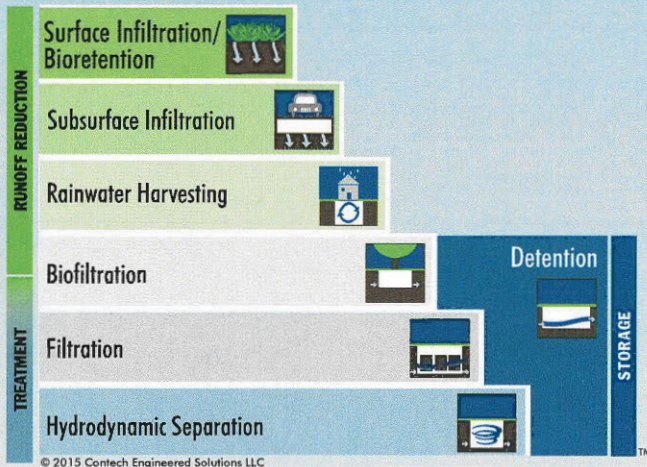 RUNOFF REDUCTION
Surface Infiltration/
Bioretention
Subsurface Infiltration
Rainwater Harvesting
TREATMENT
Biofiltration
Filtration
Hydrodynamic Separation
Detention
STORAGE
TM
© 2015 Contech Engineered Solutions LLC